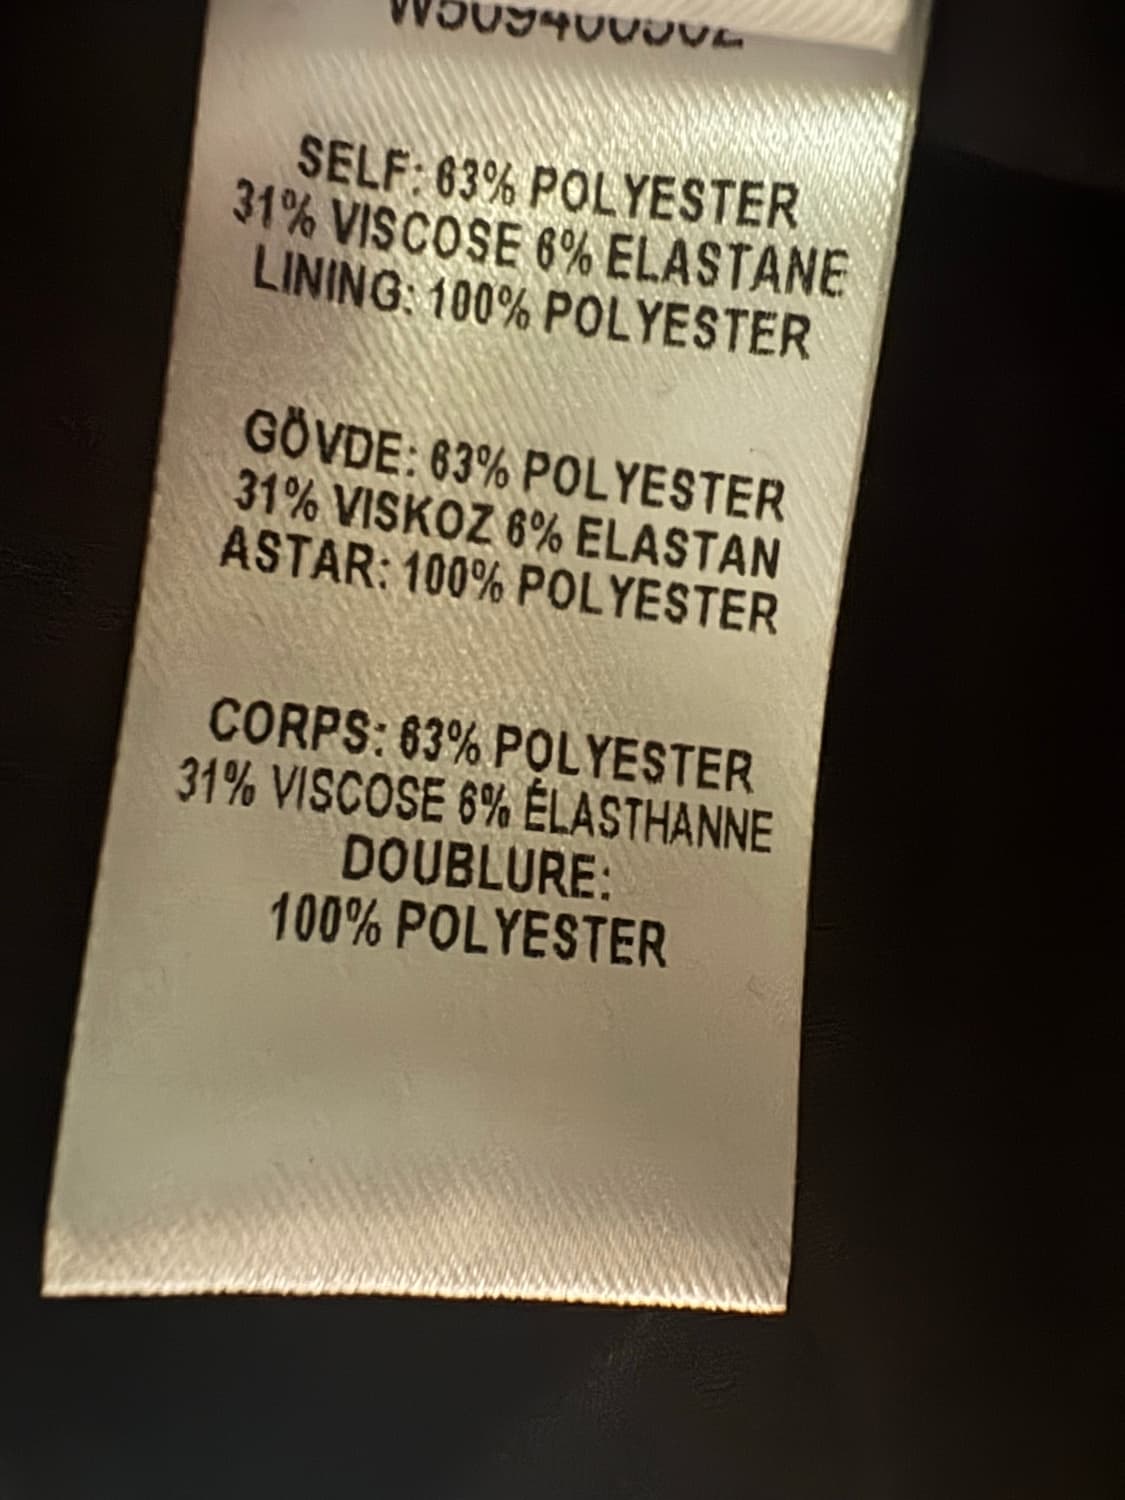 SELF: 63% POLYESTER
31% VISCOSE 6% ELASTANE
LINING: 100% POLYESTER
GÖVDE: 63% POLYESTER
31% VISKOZ 6% ELASTAN
ASTAR: 100% POLYESTER
CORPS: 63% POLYESTER
31% VISCOSE 6% ÉLASTHANNE
DOUBLURE:
100% POLYESTER